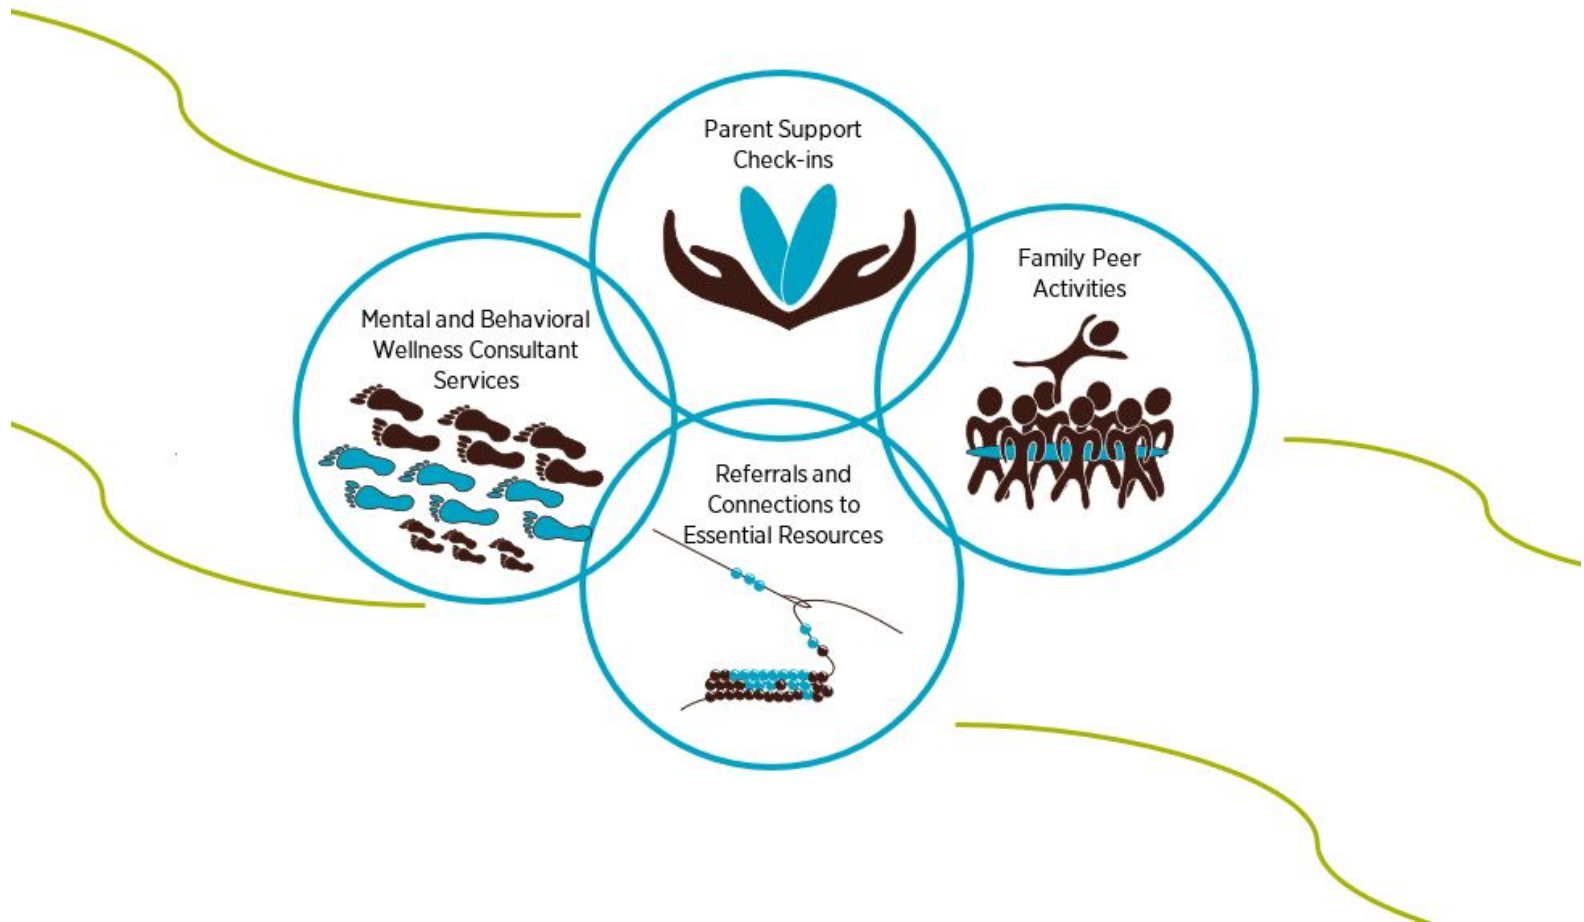 Parent Support
Check-ins
Family Peer
Activities
Mental and Behavioral
Wellness Consultant
Services
Referrals and
Connections to
Essential Resources